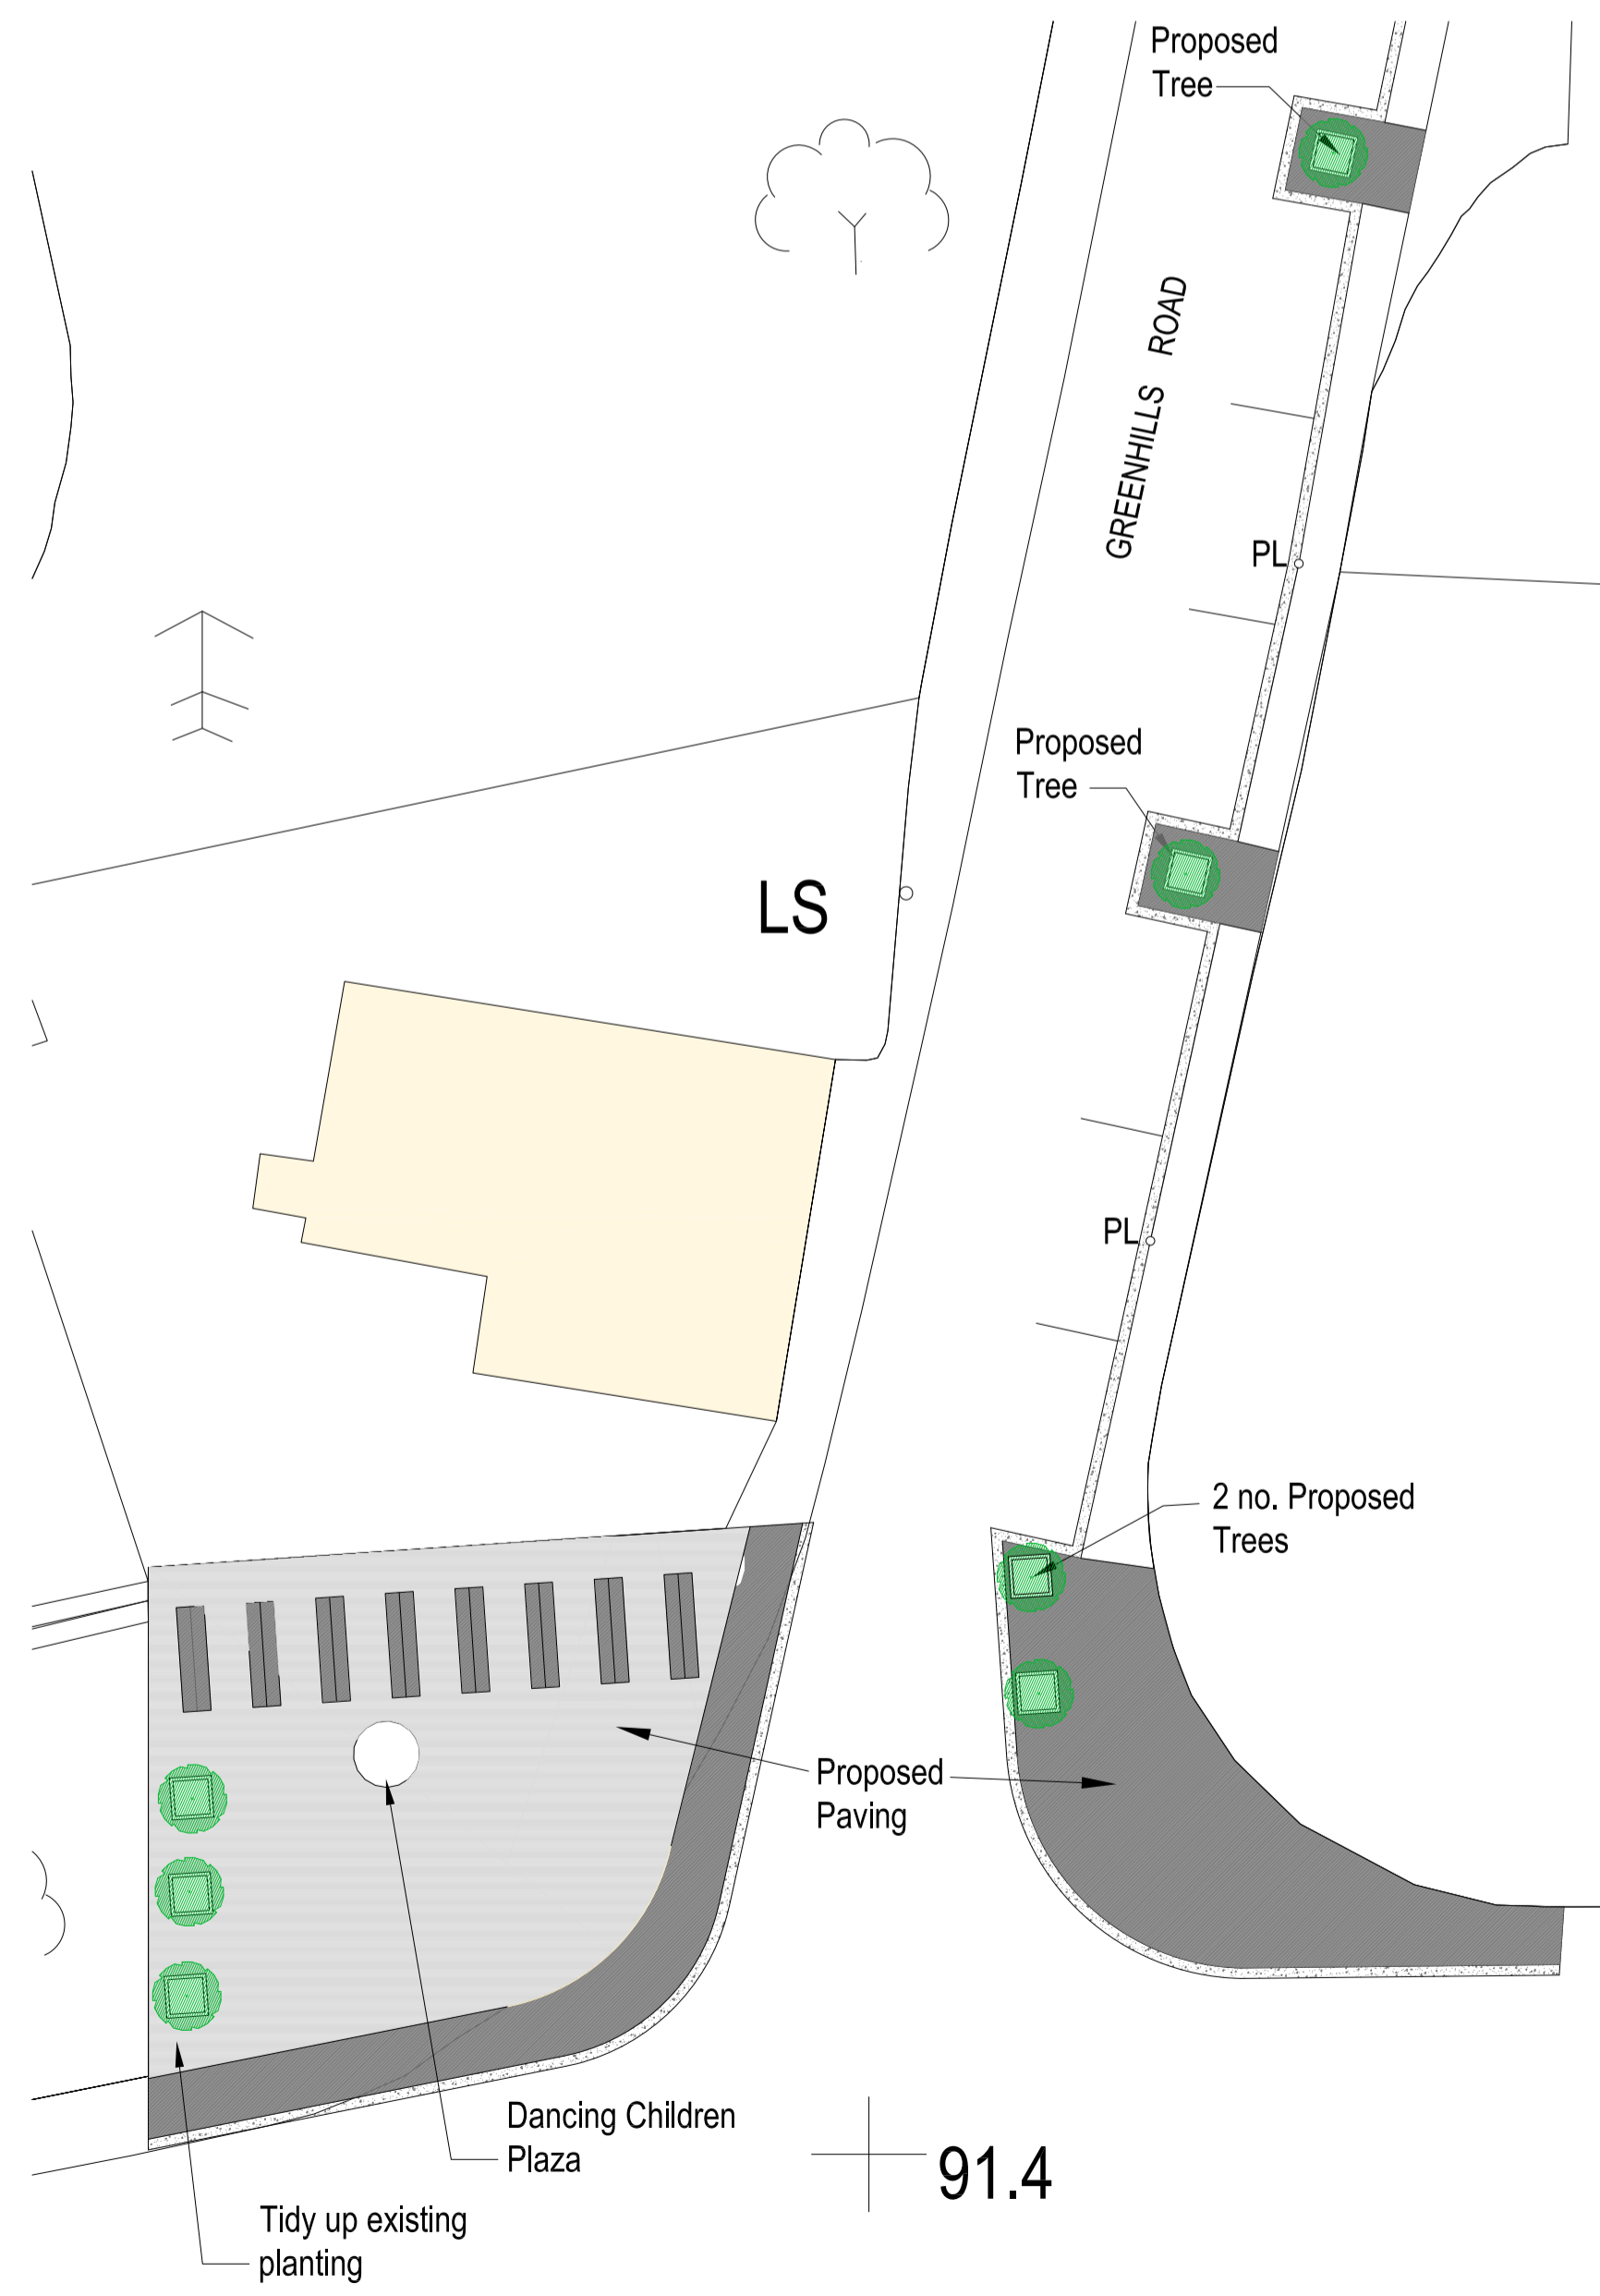 Proposed
Tree
GREENHILLS ROAD
PL
Proposed
Tree
LS
PL
2 no. Proposed
Trees
Proposed
Paving
Dancing Children
Plaza
91.4
Tidy up existing
planting